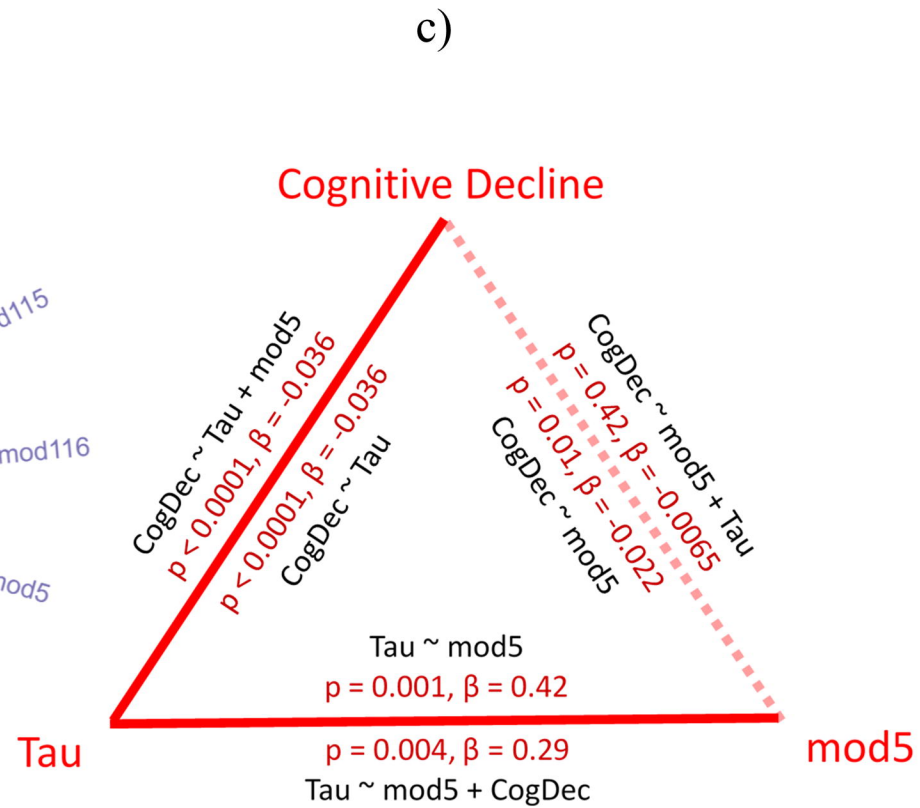 c)
Cognitive Decline
d115
mod116
mod5
CogDec ~ Tau + mod5
p < 0.0001, β = -0.036
p < 0.0001, β = -0.036
CogDec ~ Tau
CogDec ~ mod5 + Tau
p = 0.42, β = -0.0065
p = 0.01, β = -0.022
CogDec ~ mod5
Tau ~ mod5
p = 0.001, β = 0.42
Tau
mod5
p = 0.004, β = 0.29
Tau ~ mod5 + CogDec